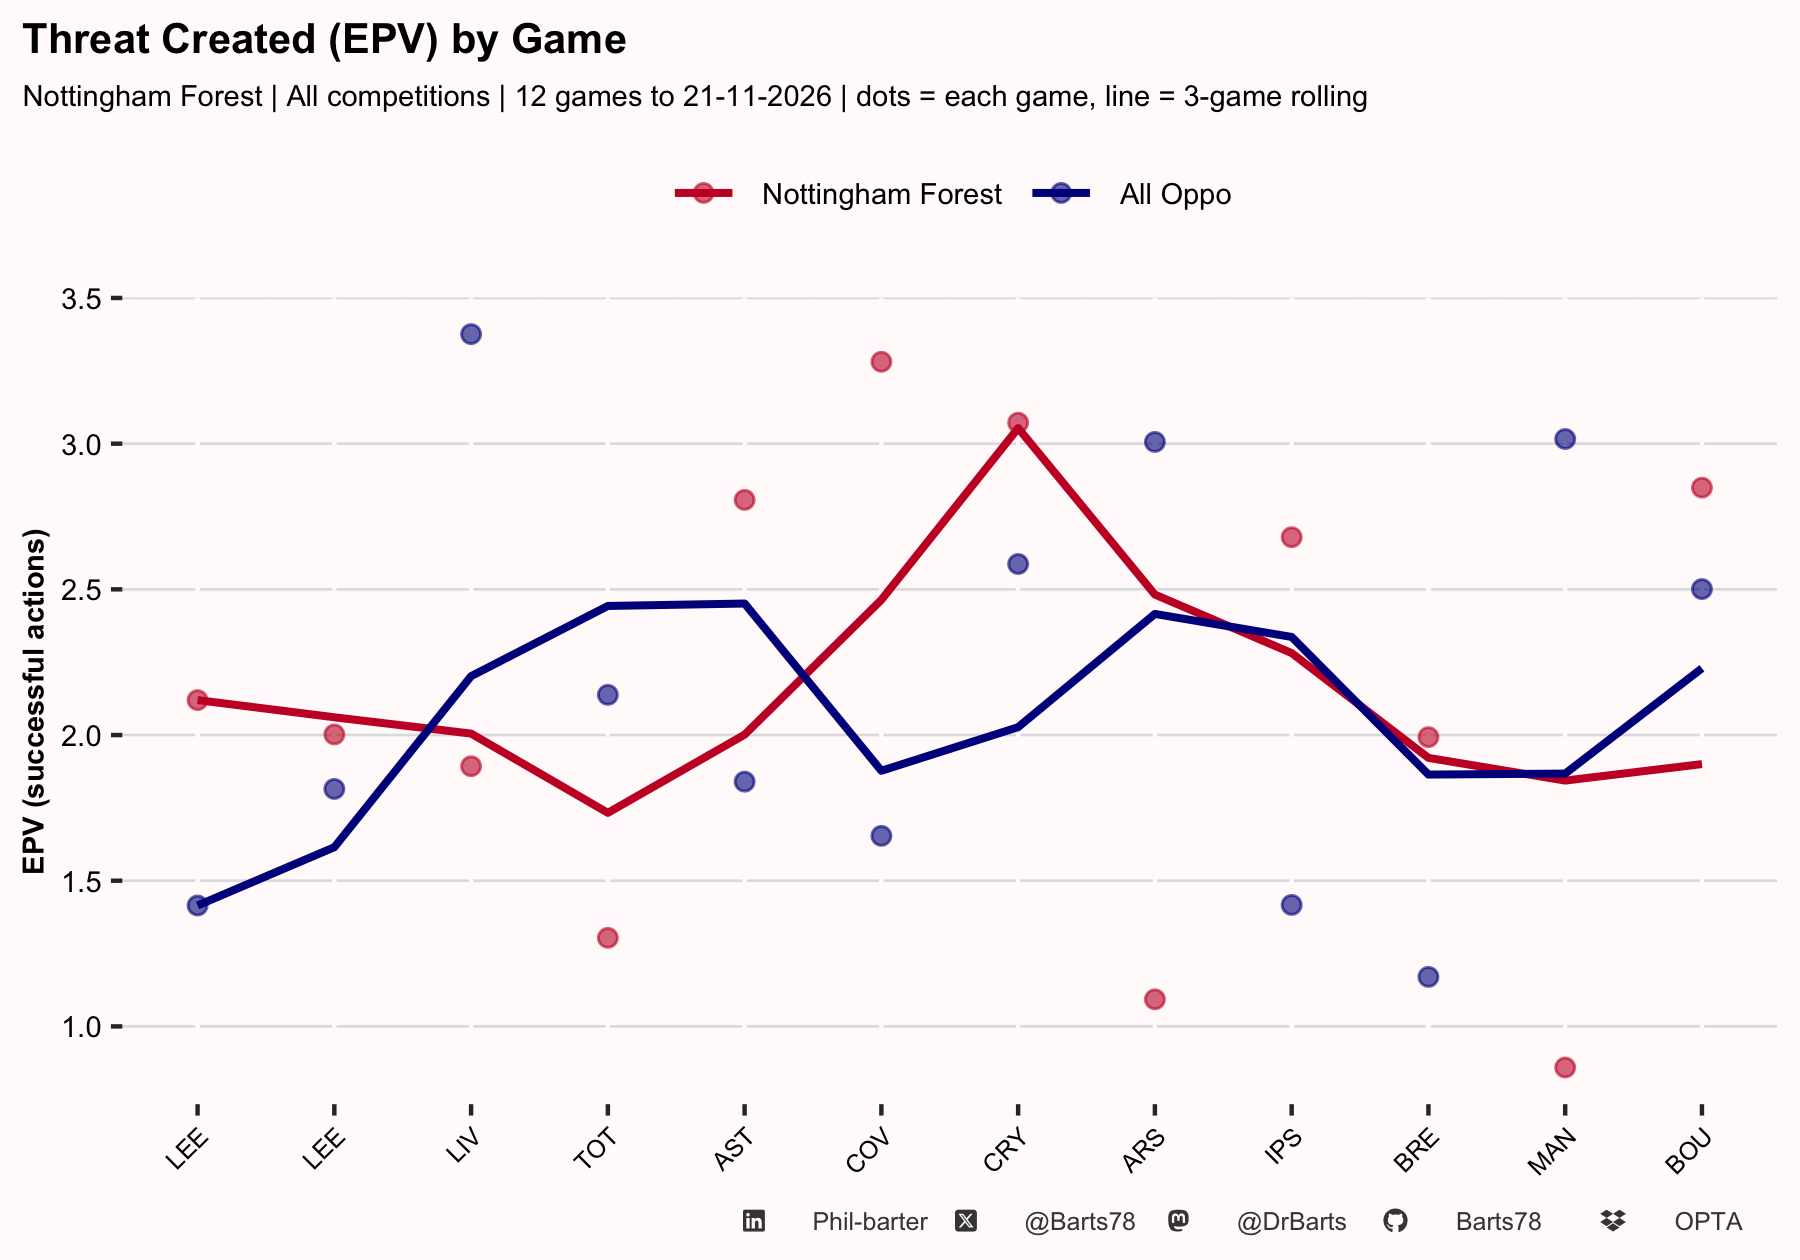 Threat Created (EPV) by Game
Nottingham Forest | All competitions | 12 games to 21-11-2026 | dots = each game, line = 3-game rolling
Nottingham Forest All Oppo
EPV (successful actions)
3.5
3.0
2.5
2.0
1.5
1.0
LEE LEE LIV TOT AST COV CRY ARS IPS BRE MAN BOU
Phil-barter @Barts78 @DrBarts Barts78 OPTA